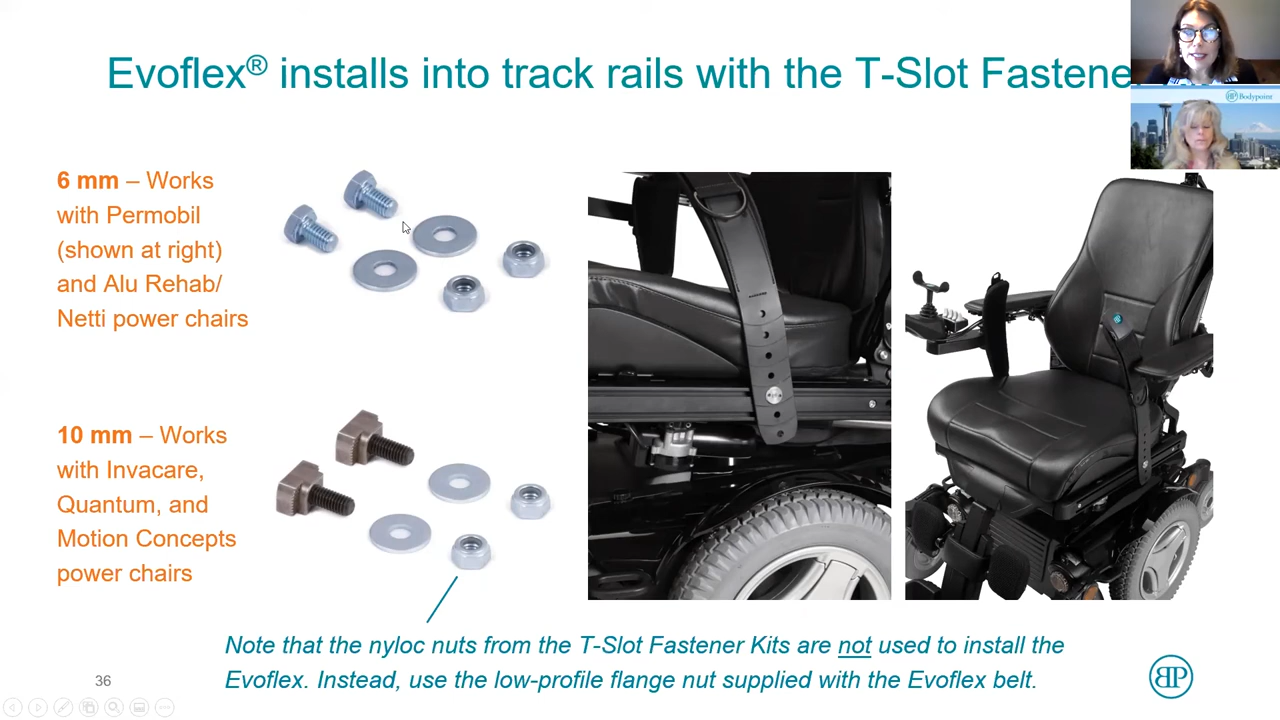 Evoflex® installs into track rails with the T-Slot Fastener
Bodypoint
6 mm – Works
with Permobil
(shown at right)
and Alu Rehab/
Netti power chairs
10 mm – Works
with Invacare,
Quantum, and
Motion Concepts
power chairs
Note that the nyloc nuts from the T-Slot Fastener Kits are not used to install the
Evoflex. Instead, use the low-profile flange nut supplied with the Evoflex belt.
36
BP